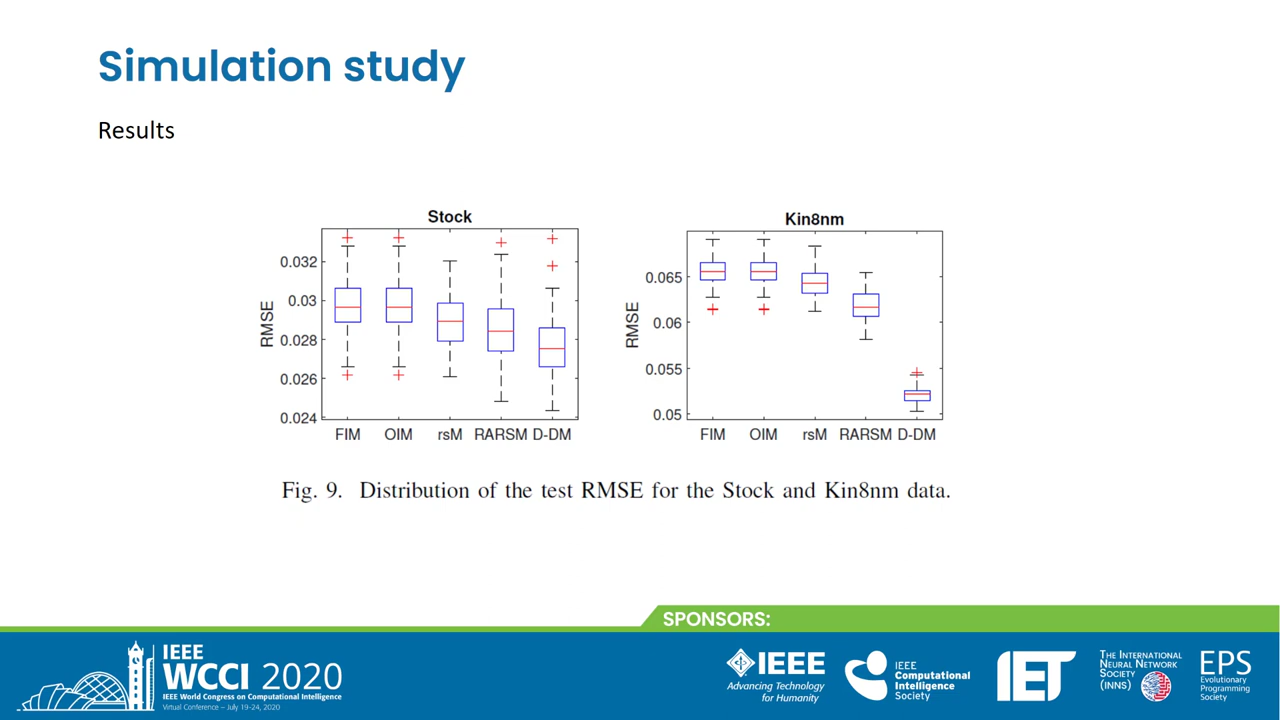 Simulation study
Results
Stock
Kin8nm
RMSE
0.032
0.03
0.028
0.026
0.024
FIM OIM rsM RARSM D-DM
RMSE
0.065
0.06
0.055
0.05
FIM OIM rsM RARSM D-DM
Fig. 9. Distribution of the test RMSE for the Stock and Kin8nm data.
SPONSORS:
IEEE
WCCI 2020
IEEE World Congress on Computational Intelligence
Virtual Conference – July 19-24, 2020
IEEE
Advancing Technology
for Humanity
IEEE
Computational
Intelligence
Society
IET
The International
Neural Network
Society
(INNS)
EPS
Evolutionary
Programming
Society